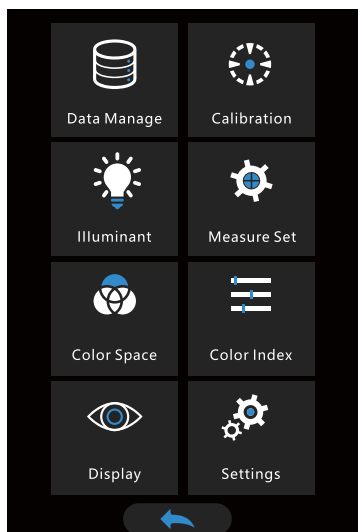 Data Manage
Calibration
Illuminant
Measure Set
Color Space
Color Index
Display
Settings